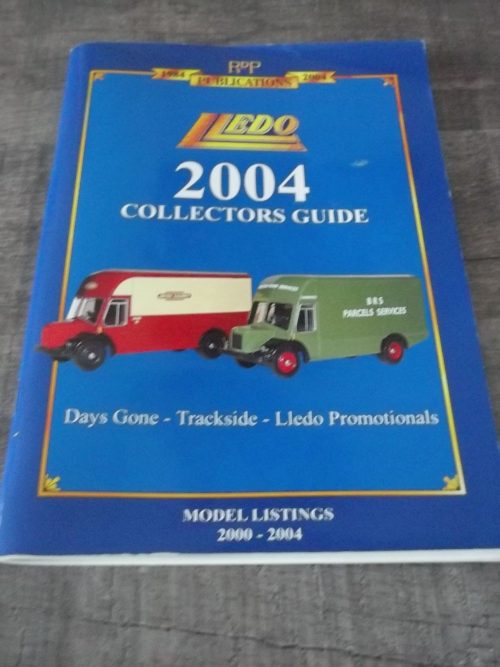 RDP
1984 PUBLICATIONS 2004
LLEDO
2004
COLLECTORS GUIDE
BRS
PARCELS SERVICES
Days Gone - Trackside - Lledo Promotionals
MODEL LISTINGS
2000 - 2004